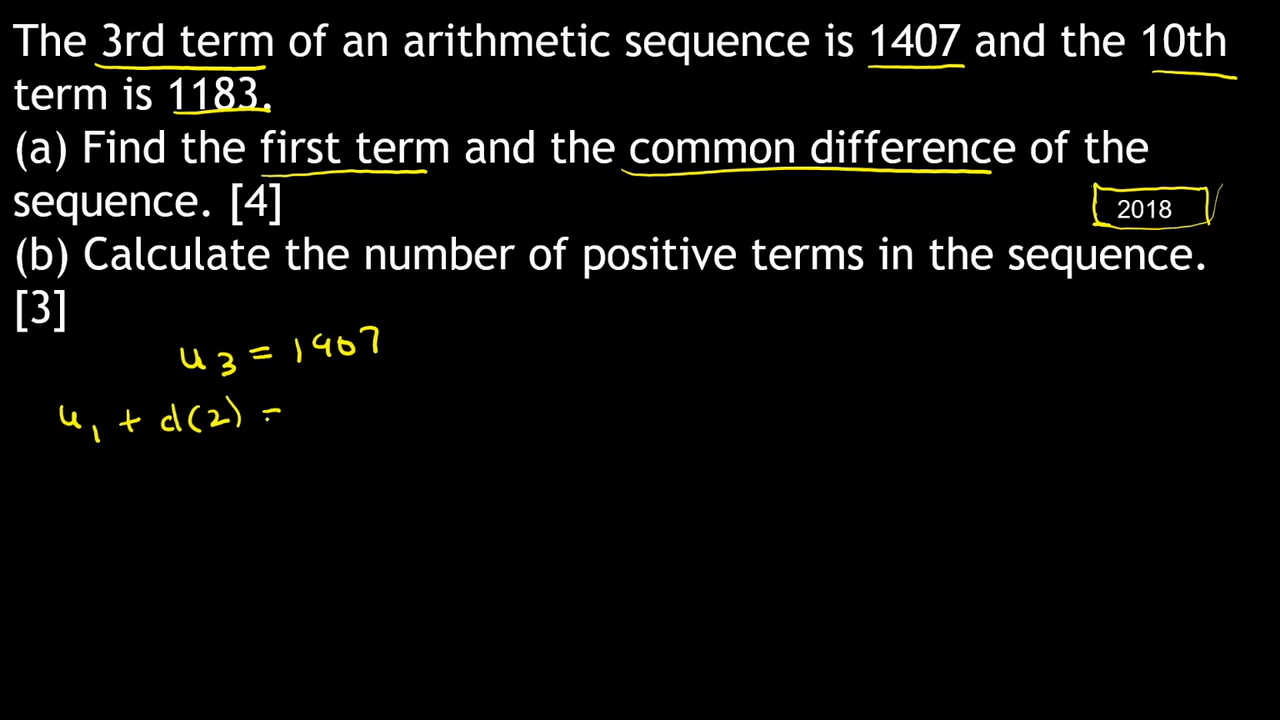 The 3rd term of an arithmetic sequence is 1407 and the 10th
term is 1183.
(a) Find the first term and the common difference of the
sequence. [4]
2018
(b) Calculate the number of positive terms in the sequence.
[3]
u₃ = 1407
u₁ + d(2) =